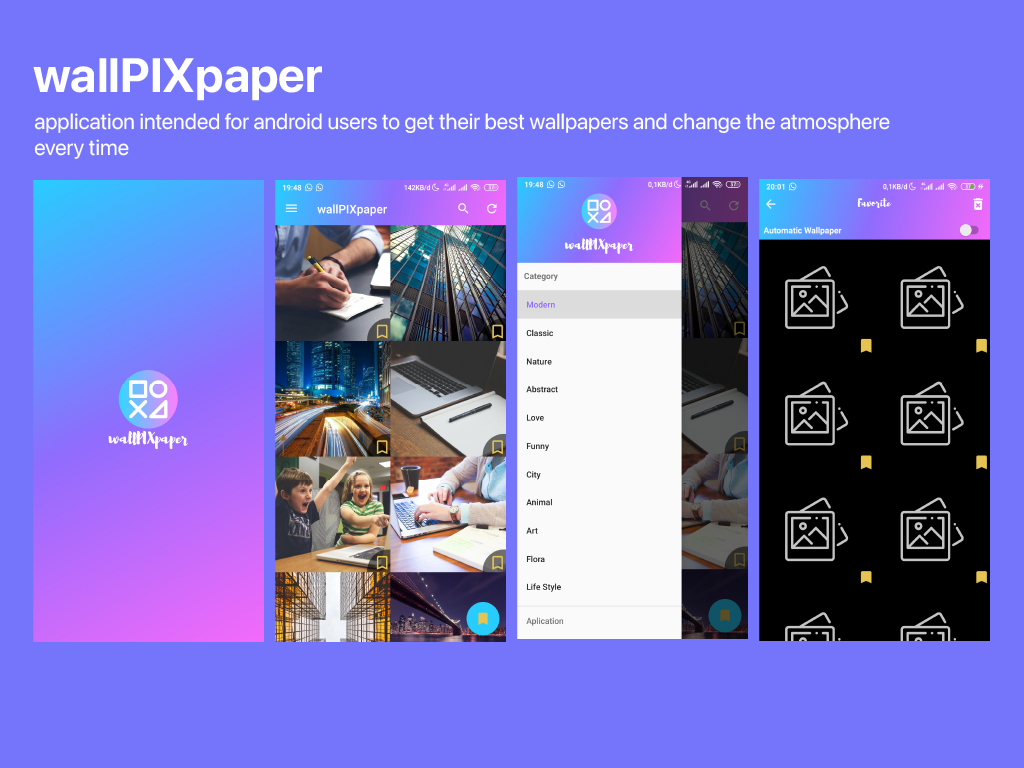 wallPIXpaper
application intended for android users to get their best wallpapers and change the atmosphere
every time
wallPIXpaper
19:48
142KB/d
wallPIXpaper
19:48
0,1KB/d
wallPIXpaper
Category
Modern
Classic
Nature
Abstract
Love
Funny
City
Animal
Art
Flora
Life Style
Aplication
20:01
0,1KB/d
Favorite
Automatic Wallpaper